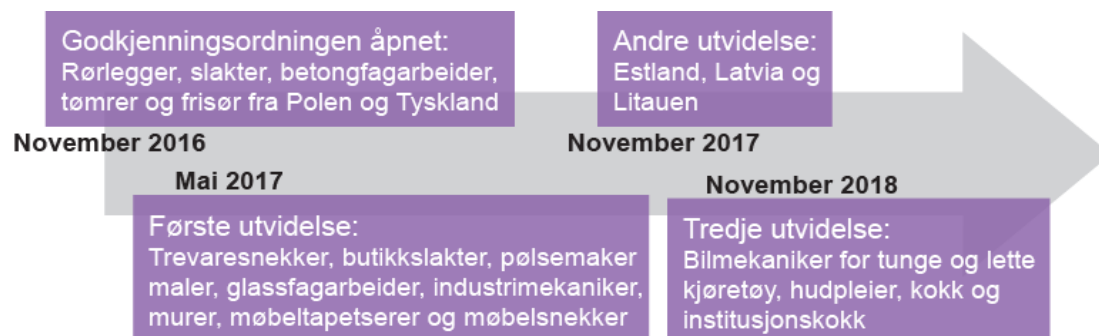 Godkjenningsordningen åpnet:
Rørlegger, slakter, betongfagarbeider,
tømrer og frisør fra Polen og Tyskland
November 2016
Mai 2017
Første utvidelse:
Trevaresnekker, butikkslakter, pølsemaker
maler, glassfagarbeider, industrimekaniker,
murer, møbeltapetserer og møbelsnekker
Andre utvidelse:
Estland, Latvia og
Litauen
November 2017
November 2018
Tredje utvidelse:
Bilmekaniker for tunge og lette
kjøretøy, hudpleier, kokk og
institusjonskokk